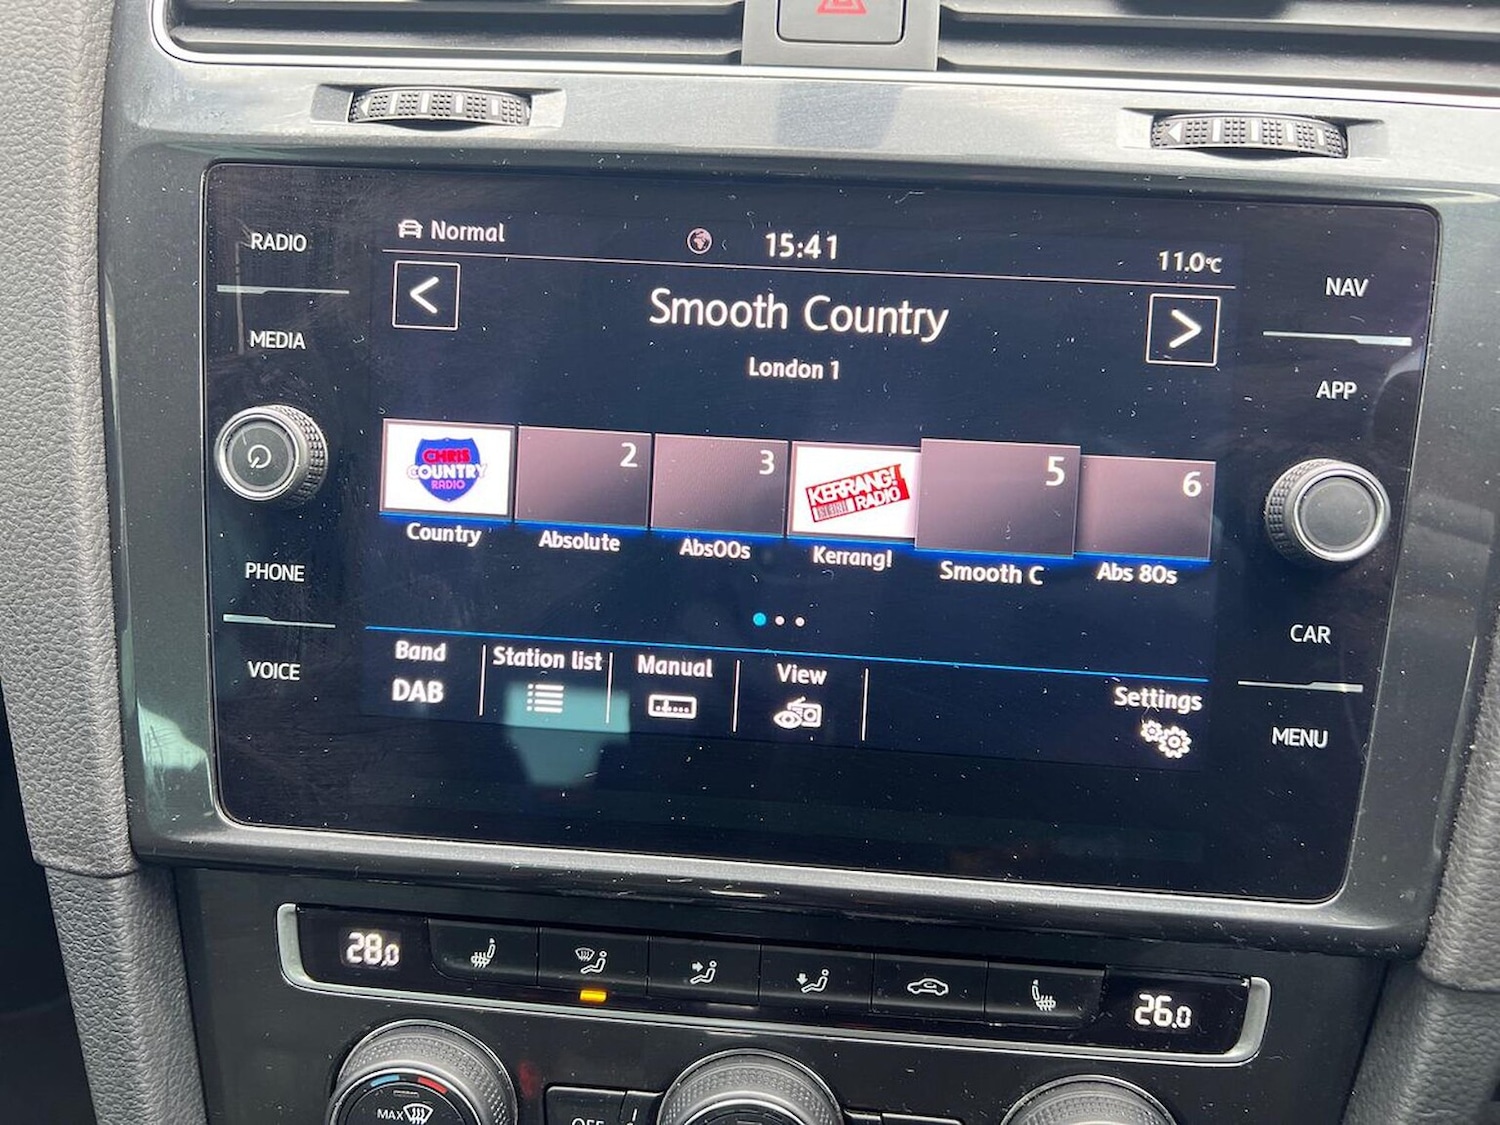 RADIO
MEDIA
PHONE
VOICE
Normal
15:41
11.0°C
<
Smooth Country
>
London 1
CHRIS
COUNTRY
RADIO
2
3
KERRANG!
RADIO
5
6
Country
Absolute
Abs00s
Kerrang!
Smooth C
Abs 80s
Band
DAB
Station list
Manual
View
Settings
NAV
APP
CAR
MENU
28.0
26.0
MAX
OFF